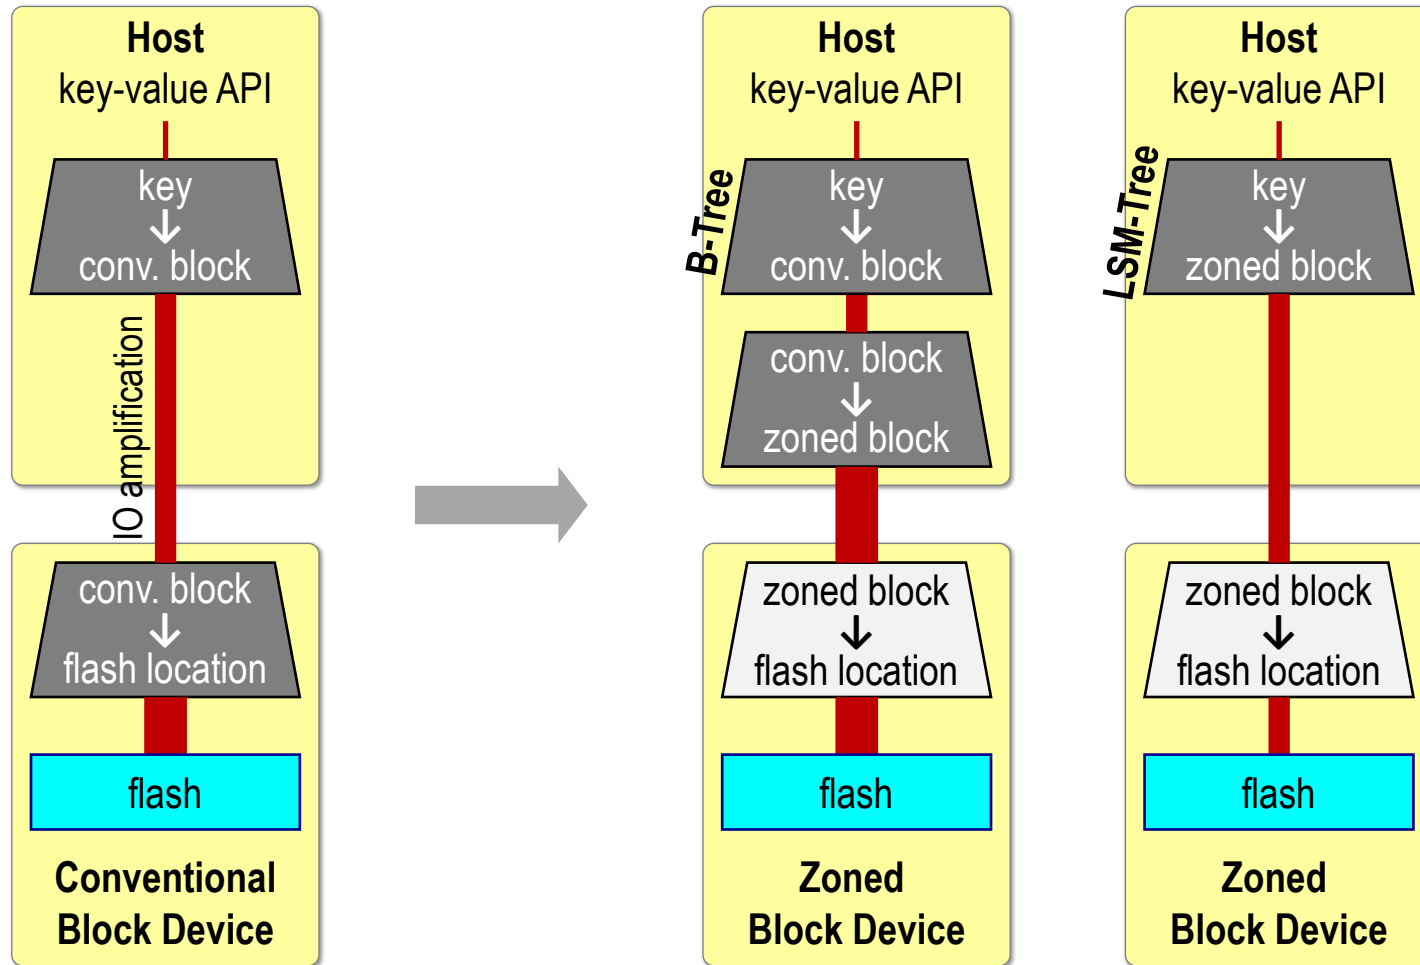 Host
key-value API
key
conv. block
IO amplification
conv. block
flash location
flash
Conventional
Block Device
Host
key-value API
B-Tree
key
conv. block
conv. block
zoned block
zoned block
flash location
flash
Zoned
Block Device
Host
key-value API
LSM-Tree
key
zoned block
zoned block
flash location
flash
Zoned
Block Device